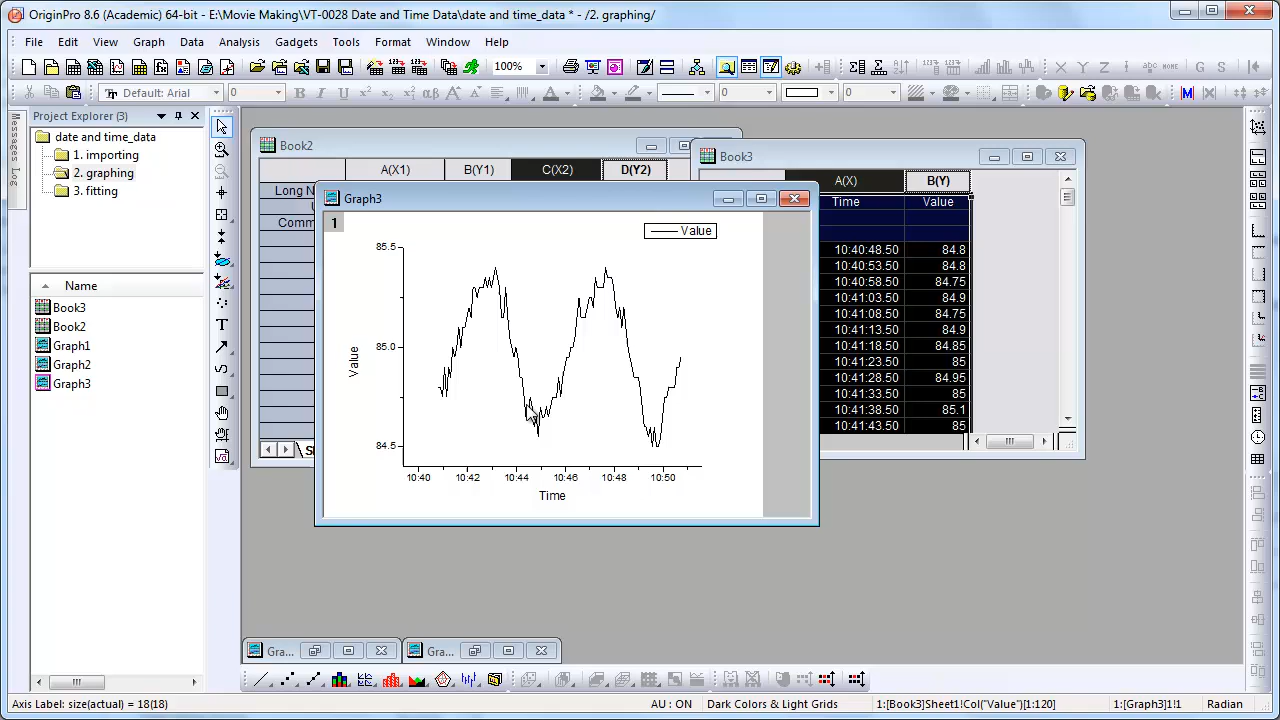 OriginPro 8.6 (Academic) 64-bit - E:\Movie Making\VT-0028 Date and Time Data\date and time_data * - /2. graphing/
File Edit View Graph Data Analysis Gadgets Tools Format Window Help
100%
Default: Arial 0 B I U 0 0
Messages Log
Project Explorer (3)
date and time_data
1. importing
2. graphing
3. fitting
Name
Book3
Book2
Graph1
Graph2
Graph3
Book2
A(X1) B(Y1) C(X2) D(Y2)
Long N
Comm
Book3
A(X) B(Y)
Time Value
10:40:48.50 84.8
10:40:53.50 84.8
10:40:58.50 84.75
10:41:03.50 84.9
10:41:08.50 84.75
10:41:13.50 84.9
10:41:18.50 84.85
10:41:23.50 85
10:41:28.50 84.95
10:41:33.50 85
10:41:38.50 85.1
10:41:43.50 85
Graph3
1
Value
85.5
85.0
84.5
Value
10:40 10:42 10:44 10:46 10:48 10:50
Time
Gra... Gra...
Axis Label: size(actual) = 18(18) AU : ON Dark Colors & Light Grids 1:[Book3]Sheet1!Col("Value")[1:120] 1:[Graph3]1!1 Radian